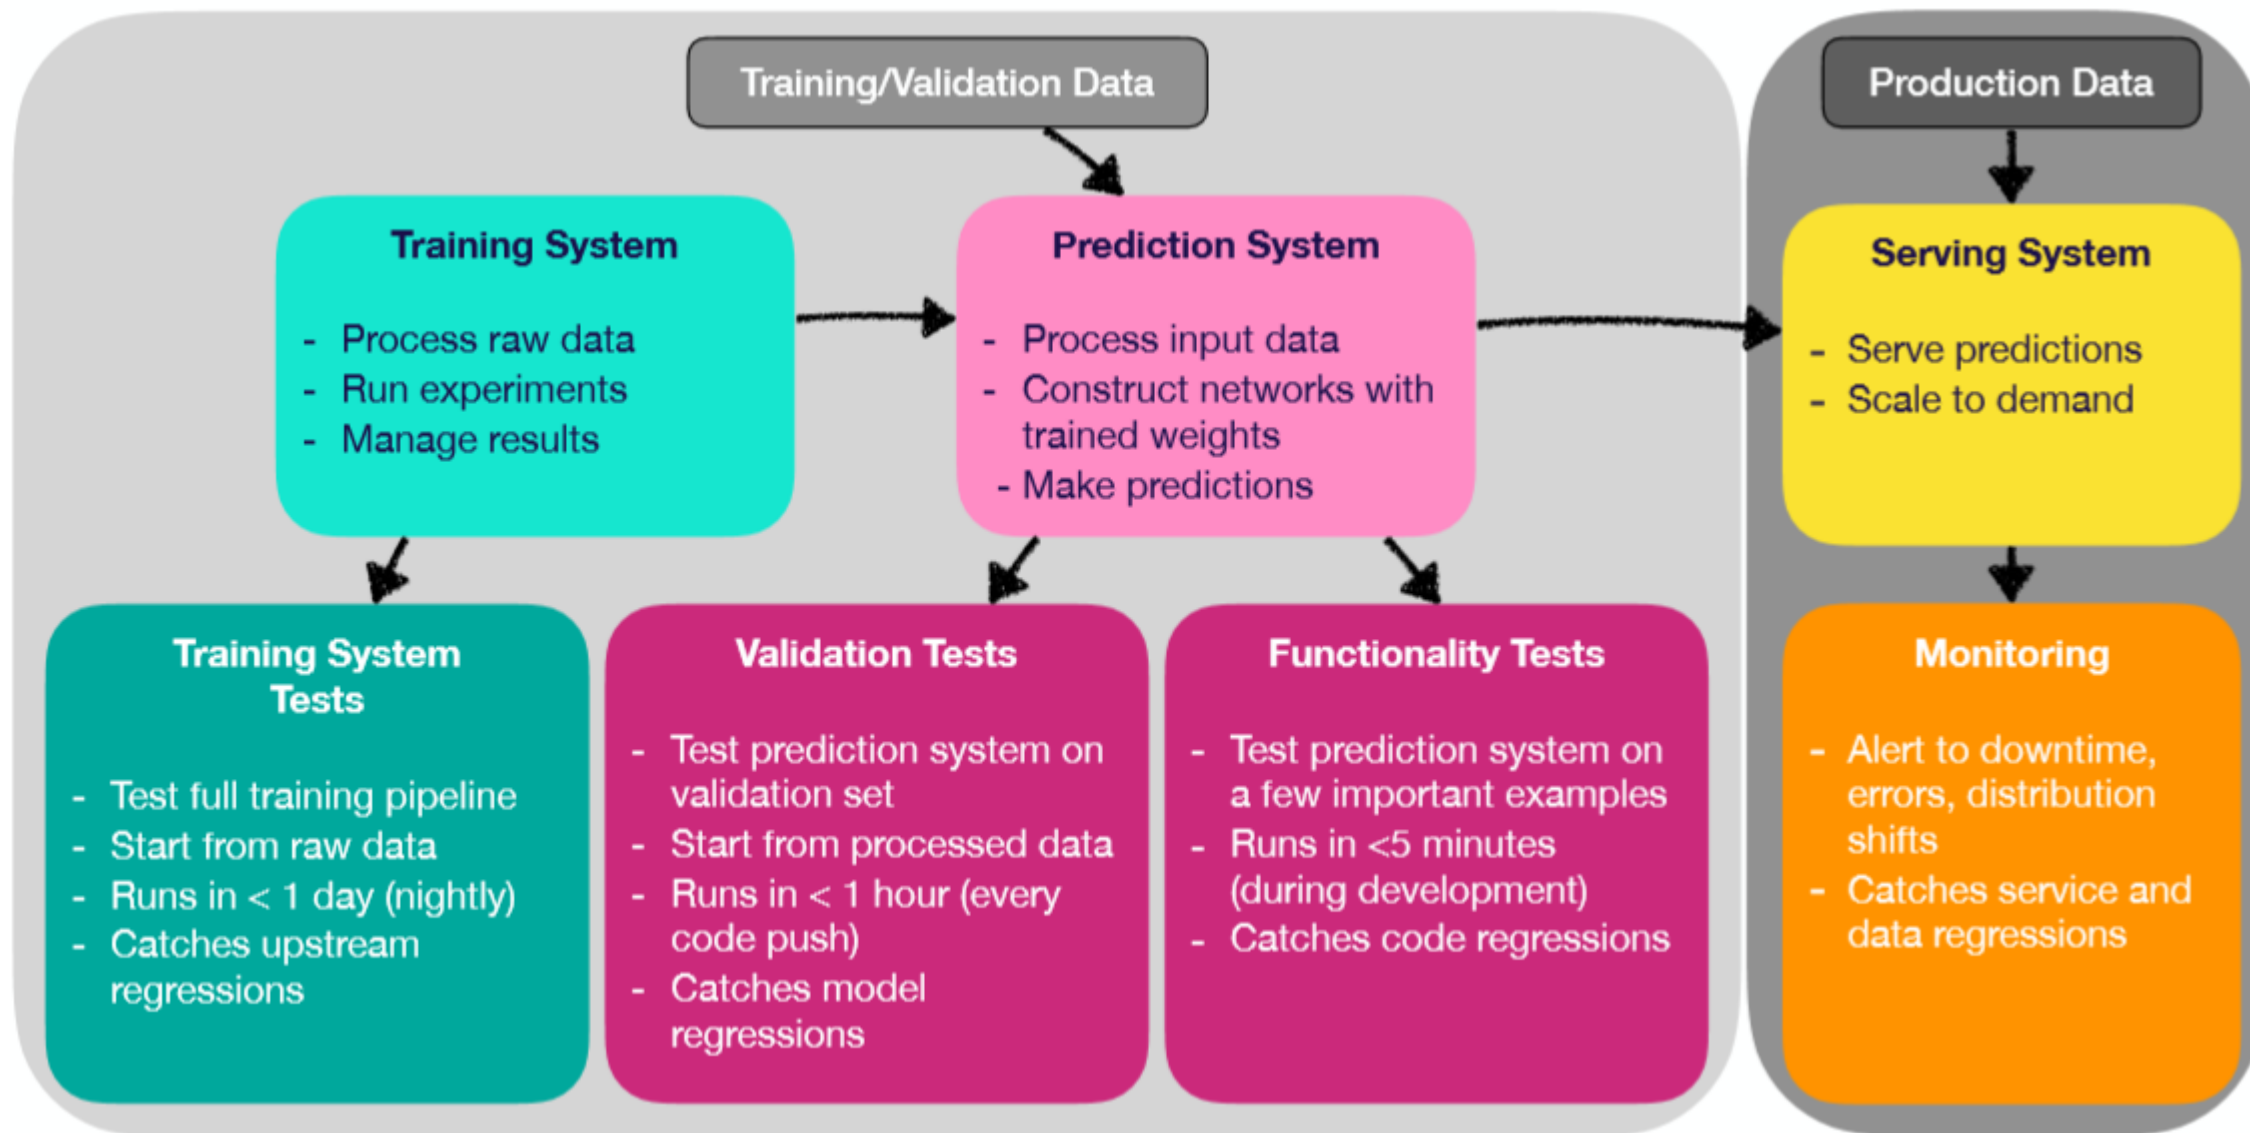 Training/Validation Data
Production Data
Training System
- Process raw data
- Run experiments
- Manage results
Prediction System
- Process input data
- Construct networks with
trained weights
- Make predictions
Serving System
- Serve predictions
- Scale to demand
Training System
Tests
- Test full training pipeline
- Start from raw data
- Runs in < 1 day (nightly)
- Catches upstream
regressions
Validation Tests
- Test prediction system on
validation set
- Start from processed data
- Runs in < 1 hour (every
code push)
- Catches model
regressions
Functionality Tests
- Test prediction system on
a few important examples
- Runs in <5 minutes
(during development)
- Catches code regressions
Monitoring
- Alert to downtime,
errors, distribution
shifts
- Catches service and
data regressions